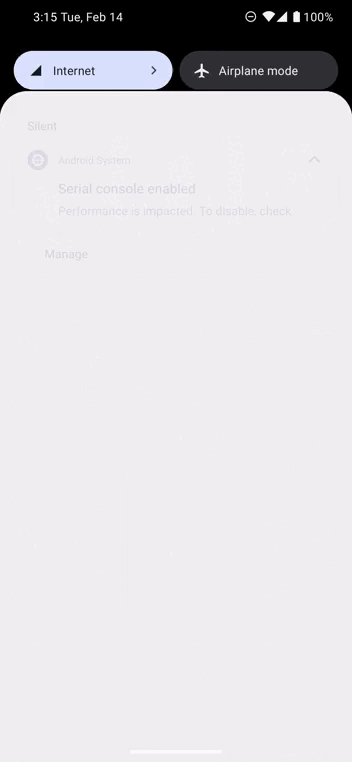 3:15 Tue, Feb 14
100%
Internet
Airplane mode
Silent
Android System
Serial console enabled
Performance is impacted. To disable, check
Manage